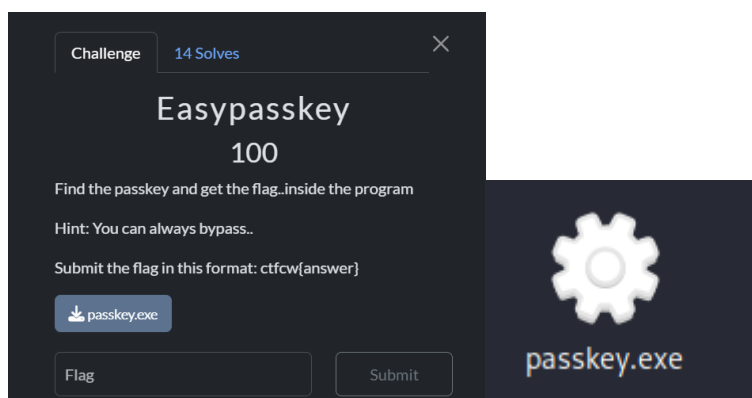 Challenge
14 Solves
Easypasskey
100
Find the passkey and get the flag..inside the program
Hint: You can always bypass..
Submit the flag in this format: ctfcw{answer}
passkey.exe
Flag
Submit
passkey.exe